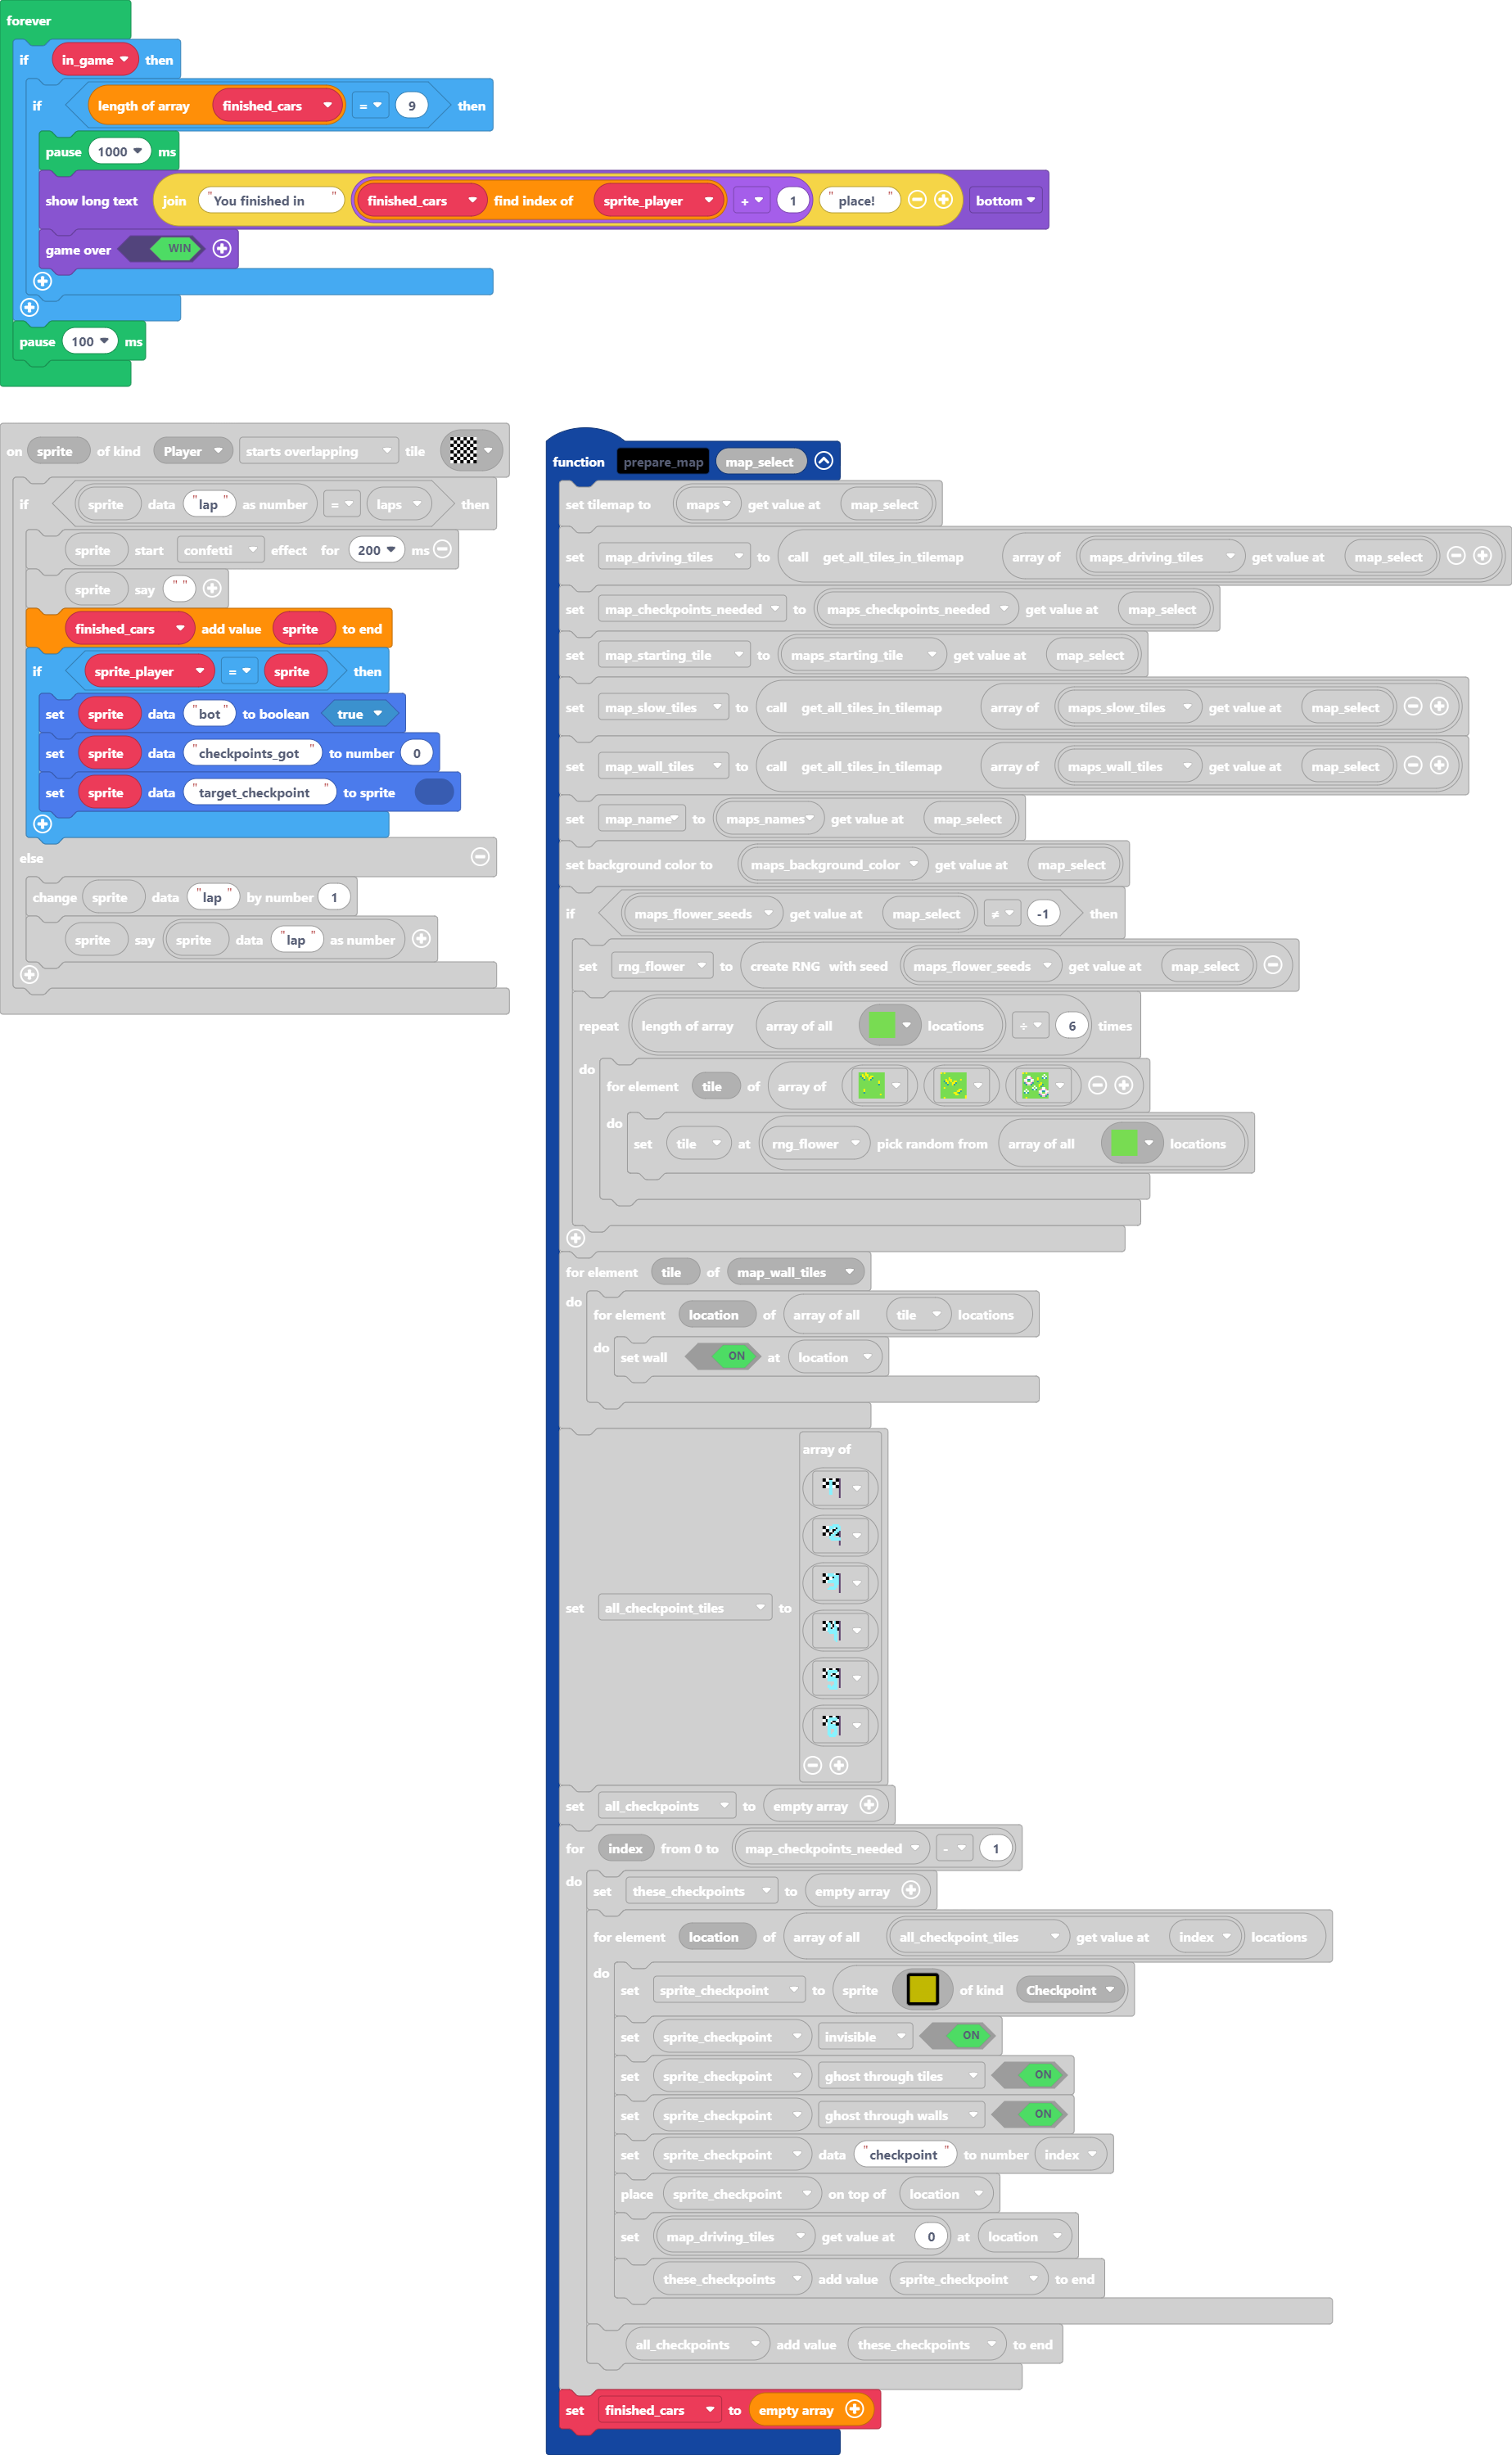 forever
if in_game then
if length of array finished_cars = 9 then
pause 1000 ms
show long text join "You finished in " finished_cars find index of sprite_player + 1 " place!" bottom
game over WIN
pause 100 ms
on sprite of kind Player starts overlapping tile
if sprite data "lap" as number = laps then
sprite start confetti effect for 200 ms
sprite say " "
finished_cars add value sprite to end
if sprite_player = sprite then
set sprite data "bot" to boolean true
set sprite data "checkpoints_got" to number 0
set sprite data "target_checkpoint" to sprite
else
change sprite data "lap" by number 1
sprite say sprite data "lap" as number
function prepare_map map_select
set tilemap to maps get value at map_select
set map_driving_tiles to call get_all_tiles_in_tilemap array of maps_driving_tiles get value at map_select
set map_checkpoints_needed to maps_checkpoints_needed get value at map_select
set map_starting_tile to maps_starting_tile get value at map_select
set map_slow_tiles to call get_all_tiles_in_tilemap array of maps_slow_tiles get value at map_select
set map_wall_tiles to call get_all_tiles_in_tilemap array of maps_wall_tiles get value at map_select
set map_name to maps_names get value at map_select
set background color to maps_background_color get value at map_select
if maps_flower_seeds get value at map_select ≠ -1 then
set rng_flower to create RNG with seed maps_flower_seeds get value at map_select
repeat length of array array of all locations ÷ 6 times
do for element tile of array of
do set tile at rng_flower pick random from array of all locations
for element tile of map_wall_tiles
do for element location of array of all tile locations
do set wall ON at location
set all_checkpoint_tiles to array of
set all_checkpoints to empty array
for index from 0 to map_checkpoints_needed - 1
do set these_checkpoints to empty array
for element location of array of all all_checkpoint_tiles get value at index locations
do set sprite_checkpoint to sprite of kind Checkpoint
set sprite_checkpoint invisible ON
set sprite_checkpoint ghost through tiles ON
set sprite_checkpoint ghost through walls ON
set sprite_checkpoint data "checkpoint" to number index
place sprite_checkpoint on top of location
set map_driving_tiles get value at 0 at location
these_checkpoints add value sprite_checkpoint to end
all_checkpoints add value these_checkpoints to end
set finished_cars to empty array